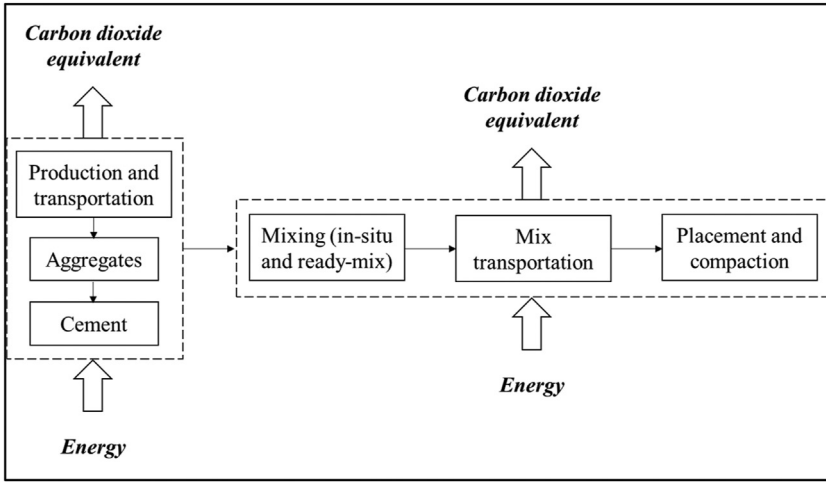 Carbon dioxide
equivalent
Production and
transportation
Aggregates
Cement
Energy
Carbon dioxide
equivalent
Mixing (in-situ
and ready-mix)
Mix
transportation
Placement and
compaction
Energy